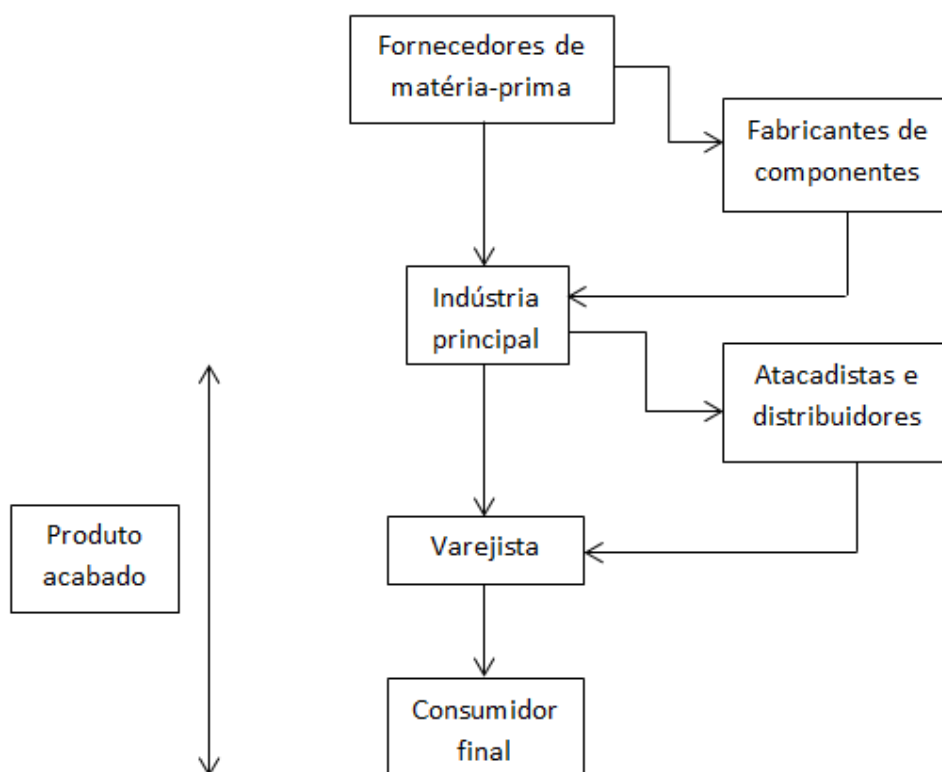 Fornecedores de
matéria-prima
Fabricantes de
componentes
Indústria
principal
Atacadistas e
distribuidores
Produto
acabado
Varejista
Consumidor
final